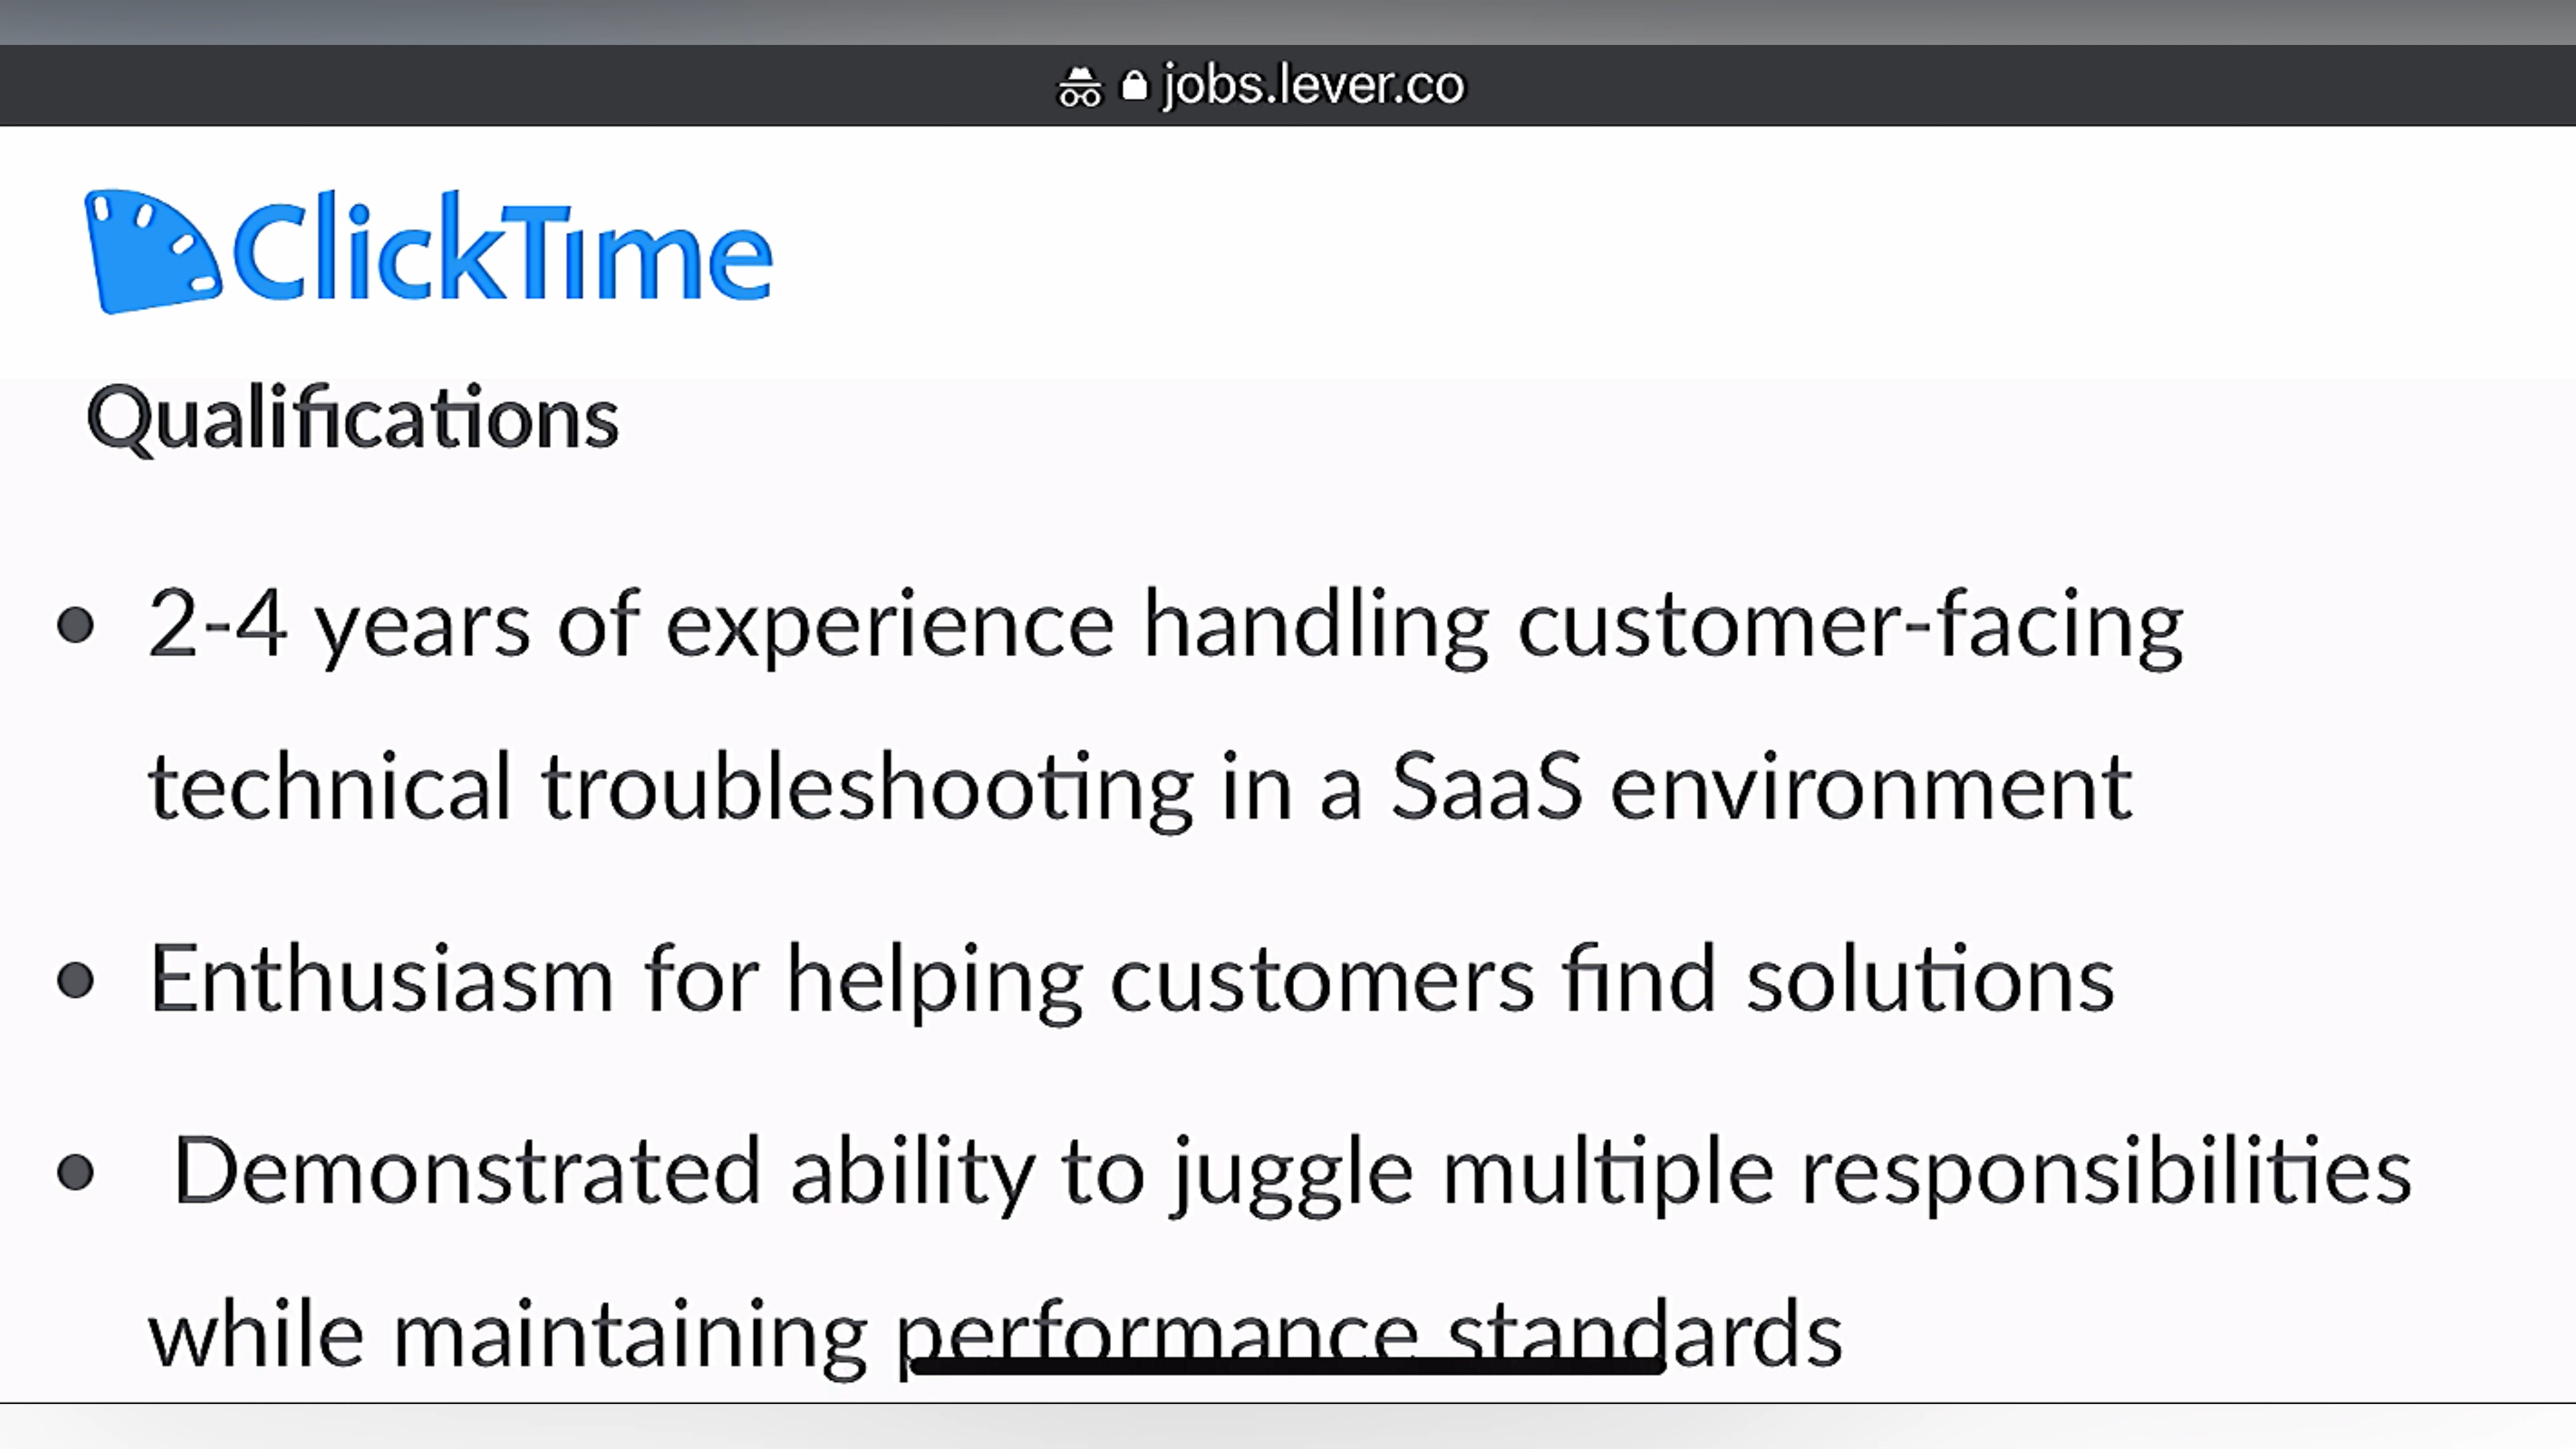 jobs.lever.co
ClickTime
Qualifications
• 2-4 years of experience handling customer-facing
technical troubleshooting in a SaaS environment
• Enthusiasm for helping customers find solutions
• Demonstrated ability to juggle multiple responsibilities
while maintaining performance standards